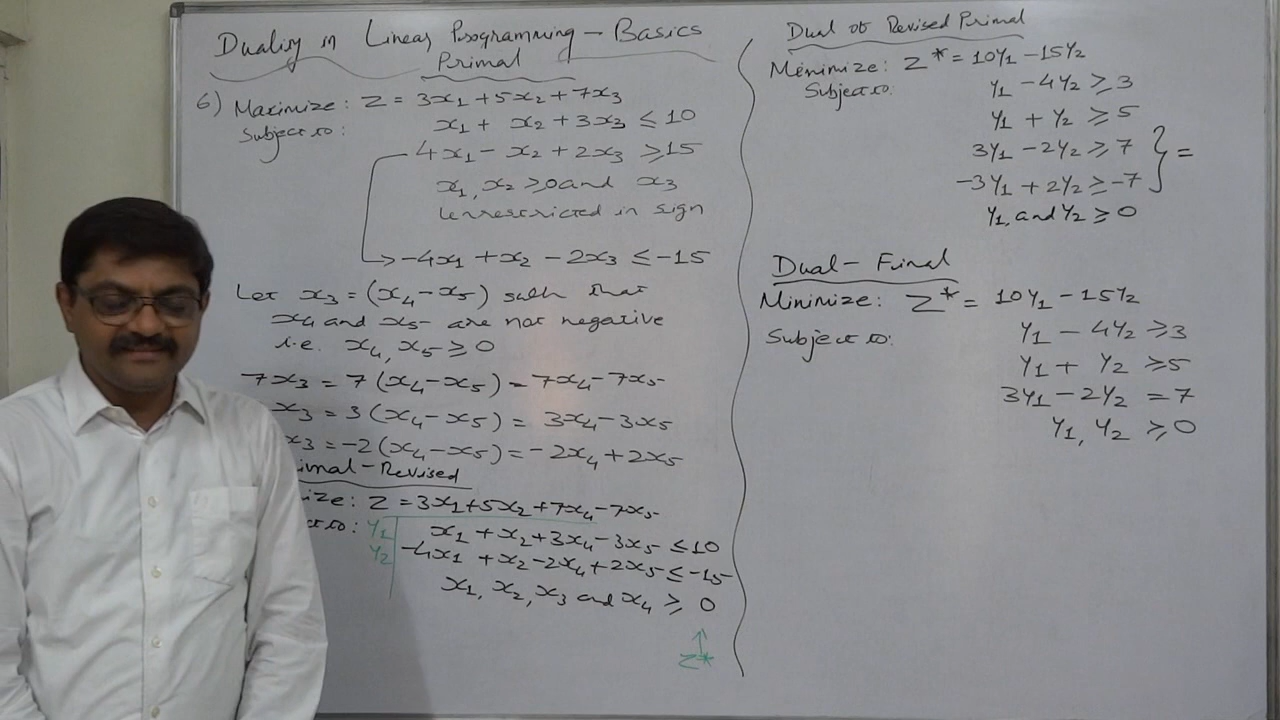 Duality in Linear Programming - Basics
Primal
6) Maximize: Z = 3x₁ + 5x₂ + 7x₃
Subject to:
x₁ + x₂ + 3x₃ ≤ 10
4x₁ - x₂ + 2x₃ ≥ 15
x₁, x₂ ≥ 0 and x₃
Unrestricted in sign
-4x₁ + x₂ - 2x₃ ≤ -15
Let x₃ = (x₄ - x₅) such that
x₄ and x₅ are not negative
i.e. x₄, x₅ ≥ 0
7x₃ = 7 (x₄ - x₅) = 7x₄ - 7x₅
x₃ = 3 (x₄ - x₅) = 3x₄ - 3x₅
x₃ = -2 (x₄ - x₅) = -2x₄ + 2x₅
imal - Revised
ize: Z = 3x₁ + 5x₂ + 7x₄ - 7x₅
ct to:
Y₁ x₁ + x₂ + 3x₄ - 3x₅ ≤ 10
Y₂ -4x₁ + x₂ - 2x₄ + 2x₅ ≤ -15
x₁, x₂, x₃ and x₄ ≥ 0
↑
Z*
Dual of Revised Primal
Minimize: Z* = 10Y₁ - 15Y₂
Subject to:
Y₁ - 4Y₂ ≥ 3
Y₁ + Y₂ ≥ 5
3Y₁ - 2Y₂ ≥ 7
-3Y₁ + 2Y₂ ≥ -7
} =
Y₁, and Y₂ ≥ 0
Dual - Final
Minimize: Z* = 10Y₁ - 15Y₂
Subject to:
Y₁ - 4Y₂ ≥ 3
Y₁ + Y₂ ≥ 5
3Y₁ - 2Y₂ = 7
Y₁, Y₂ ≥ 0